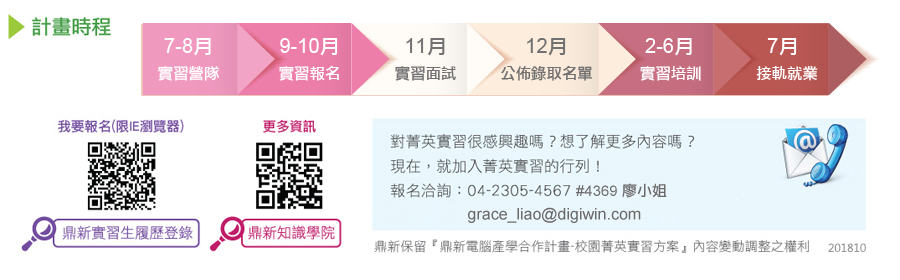 計畫時程
7-8月
實習營隊
9-10月
實習報名
11月
實習面試
12月
公佈錄取名單
2-6月
實習培訓
7月
接軌就業
我要報名(限IE瀏覽器)
鼎新實習生履歷登錄
更多資訊
鼎新知識學院
對菁英實習很感興趣嗎？想了解更多內容嗎？
現在，就加入菁英實習的行列！
報名洽詢：04-2305-4567 #4369 廖小姐
grace_liao@digiwin.com
鼎新保留『鼎新電腦產學合作計畫-校園菁英實習方案』內容變動調整之權利 201810